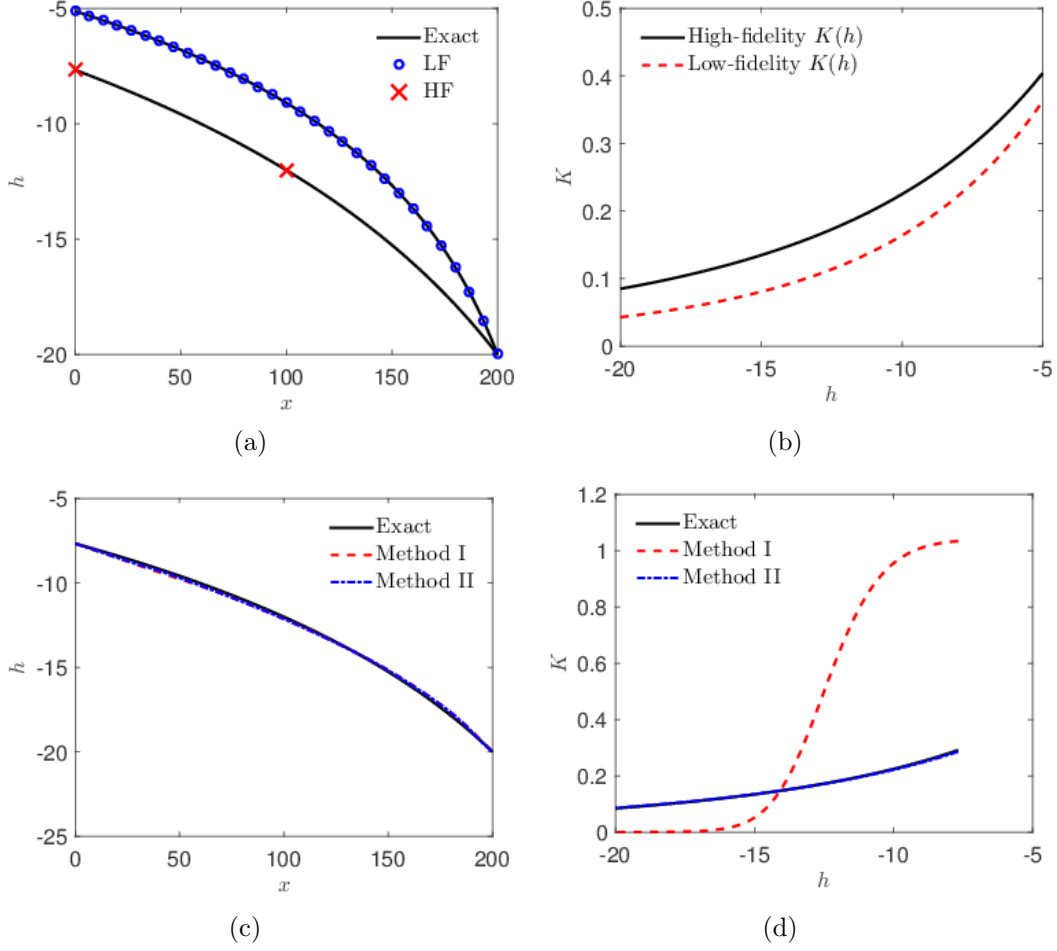 -5
-10
-15
-20
h
0
50
100
150
200
x
Exact
LF
HF
(a)
0.5
0.4
0.3
0.2
0.1
0
K
-20
-15
-10
-5
h
High-fidelity K(h)
Low-fidelity K(h)
(b)
-5
-10
-15
-20
-25
h
0
50
100
150
200
x
Exact
Method I
Method II
(c)
1.2
1
0.8
0.6
0.4
0.2
0
K
-20
-15
-10
-5
h
Exact
Method I
Method II
(d)